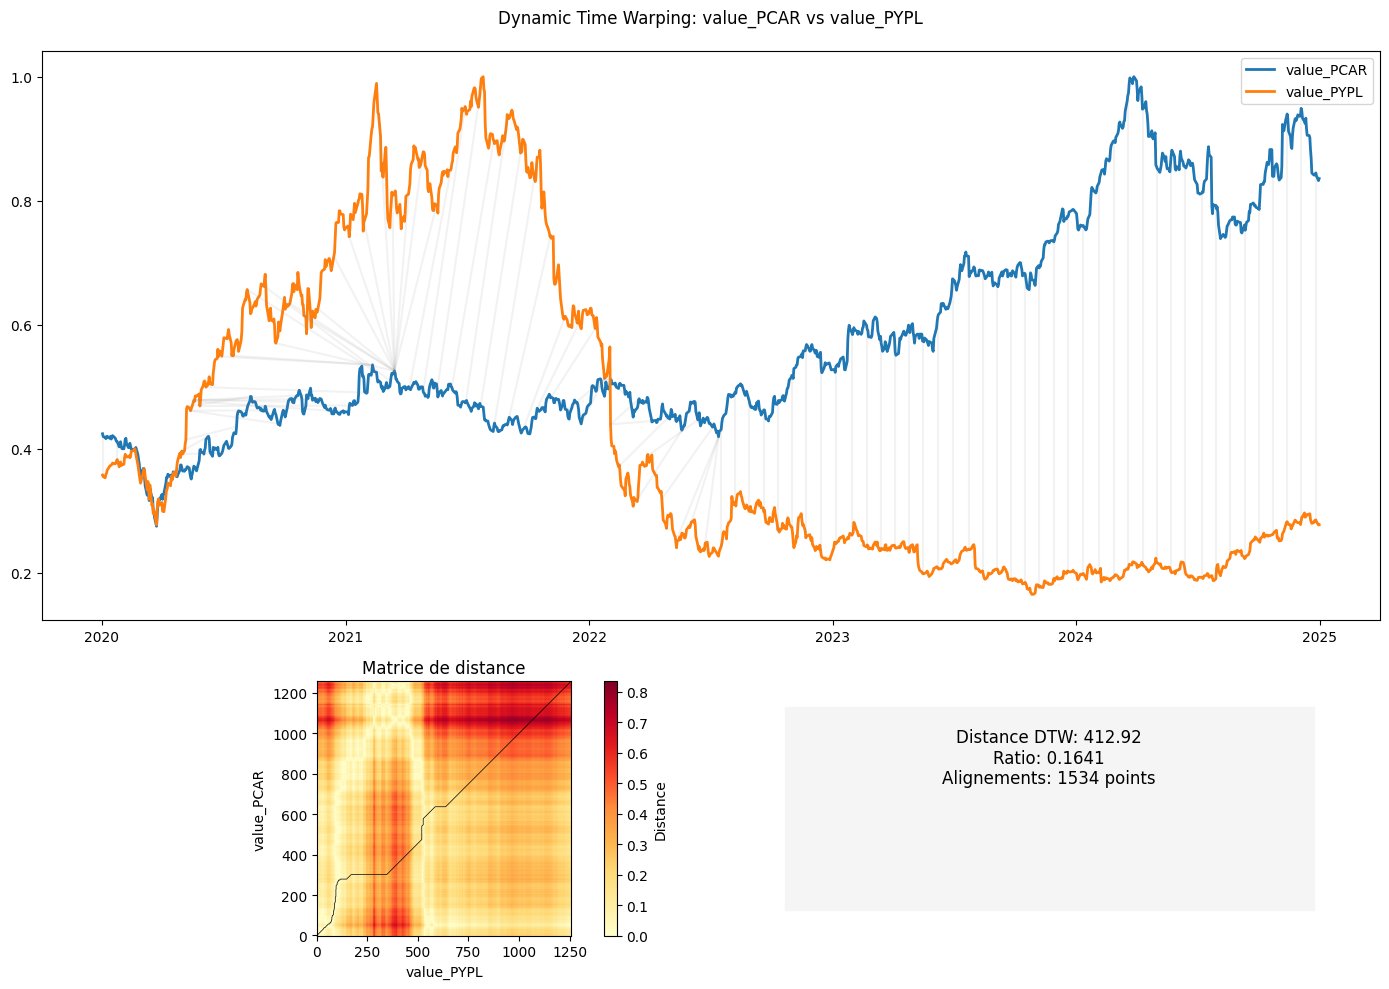 Dynamic Time Warping: value_PCAR vs value_PYPL
value_PCAR
value_PYPL
1.0
0.8
0.6
0.4
0.2
2020 2021 2022 2023 2024 2025
Matrice de distance
value_PCAR
1200
1000
800
600
400
200
0
0 250 500 750 1000 1250
value_PYPL
0.8
0.7
0.6
0.5
0.4
0.3
0.2
0.1
0.0
Distance
Distance DTW: 412.92
Ratio: 0.1641
Alignements: 1534 points